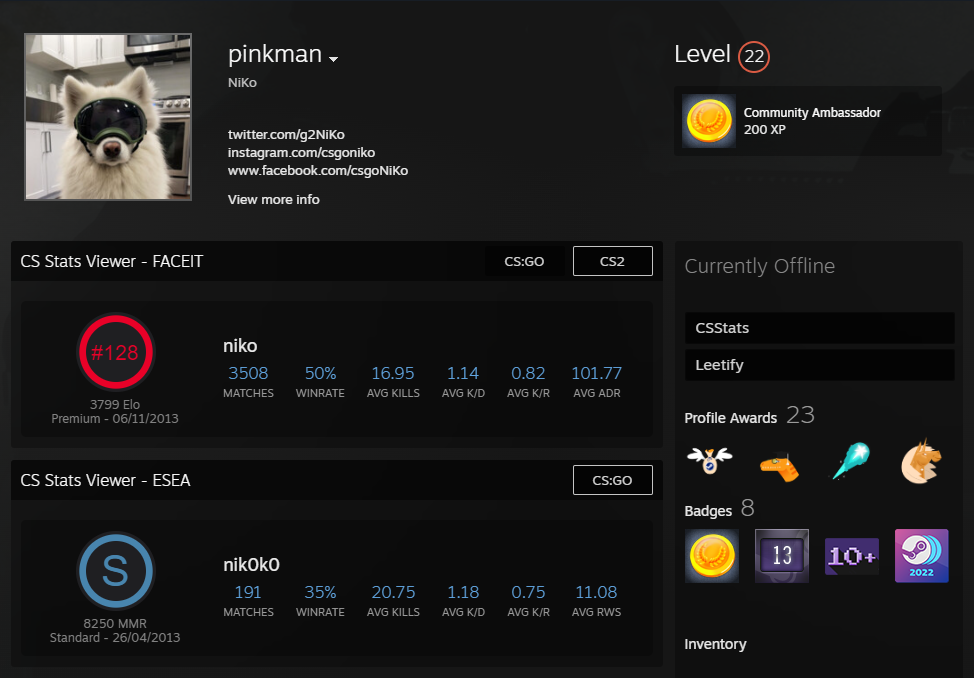 pinkman
NiKo
twitter.com/g2NiKo
instagram.com/csgoniko
www.facebook.com/csgoNiKo
View more info
Level 22
Community Ambassador
200 XP
CS Stats Viewer - FACEIT
CS:GO
CS2
#128
3799 Elo
Premium - 06/11/2013
niko
3508 50% 16.95 1.14 0.82 101.77
MATCHES WINRATE AVG KILLS AVG K/D AVG K/R AVG ADR
CS Stats Viewer - ESEA
CS:GO
S
8250 MMR
Standard - 26/04/2013
nik0k0
191 35% 20.75 1.18 0.75 11.08
MATCHES WINRATE AVG KILLS AVG K/D AVG K/R AVG RWS
Currently Offline
CSStats
Leetify
Profile Awards 23
Badges 8
13
10+
2022
Inventory